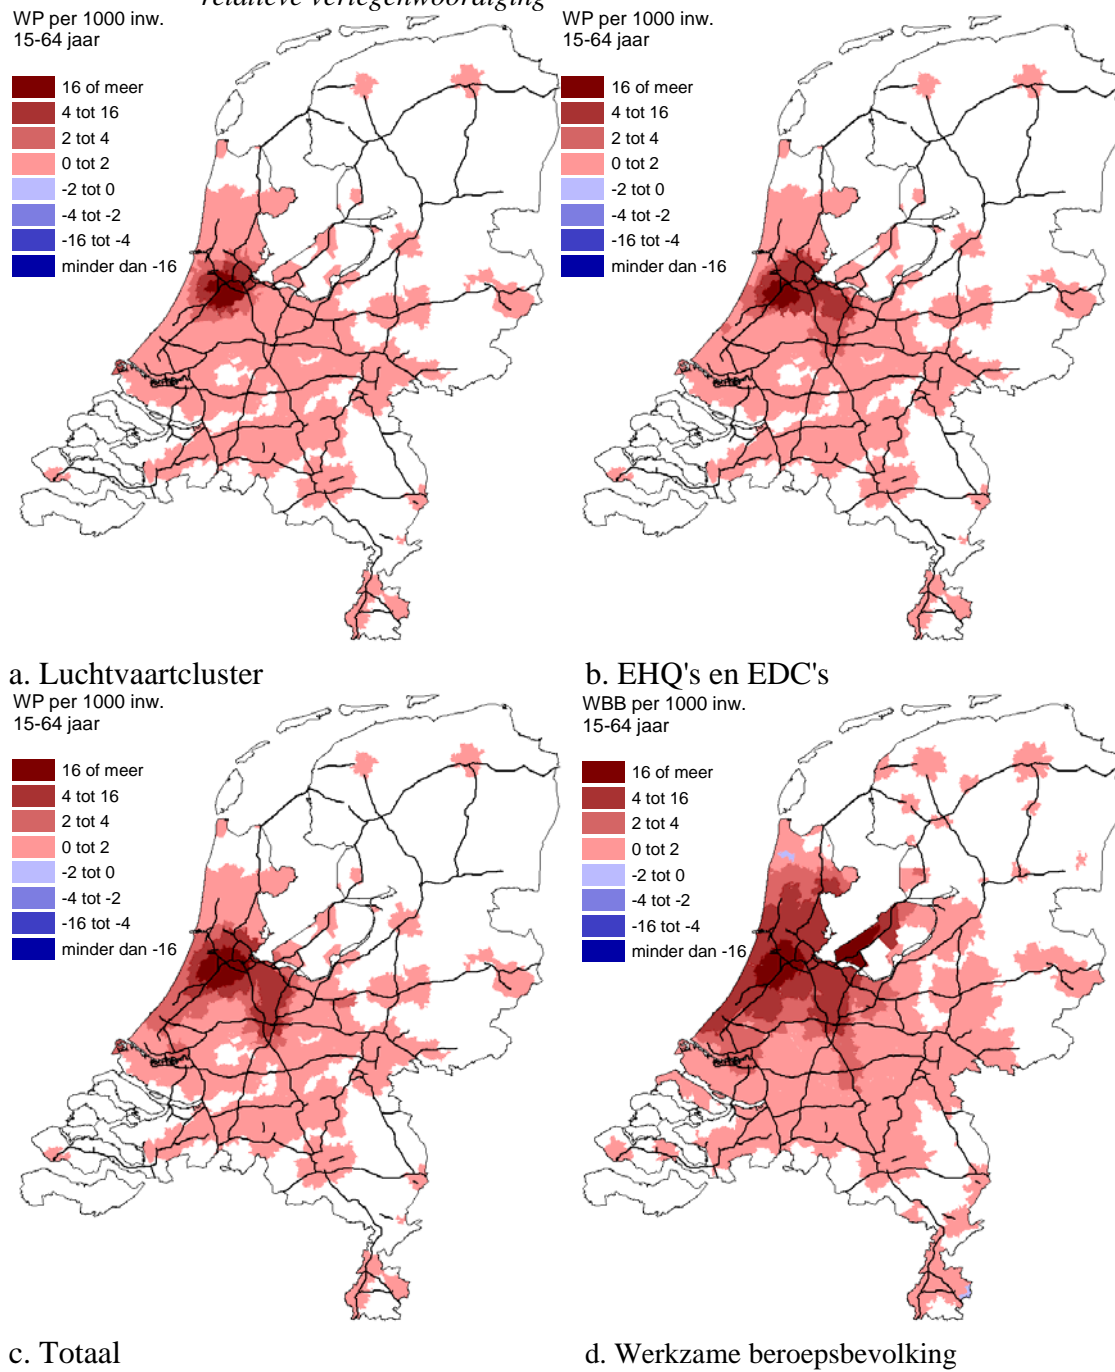 relatieve vertegenwoordiging
WP per 1000 inw.
15-64 jaar
16 of meer
4 tot 16
2 tot 4
0 tot 2
-2 tot 0
-4 tot -2
-16 tot -4
minder dan -16
a. Luchtvaartcluster
WP per 1000 inw.
15-64 jaar
16 of meer
4 tot 16
2 tot 4
0 tot 2
-2 tot 0
-4 tot -2
-16 tot -4
minder dan -16
b. EHQ's en EDC's
WP per 1000 inw.
15-64 jaar
16 of meer
4 tot 16
2 tot 4
0 tot 2
-2 tot 0
-4 tot -2
-16 tot -4
minder dan -16
c. Totaal
WBB per 1000 inw.
15-64 jaar
16 of meer
4 tot 16
2 tot 4
0 tot 2
-2 tot 0
-4 tot -2
-16 tot -4
minder dan -16
d. Werkzame beroepsbevolking